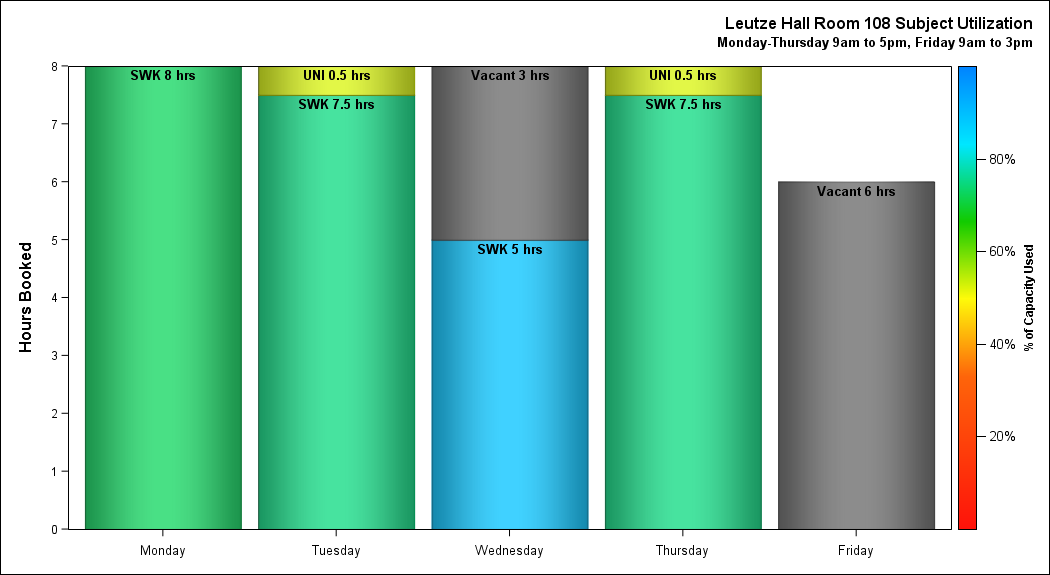 Leutze Hall Room 108 Subject Utilization
Monday-Thursday 9am to 5pm, Friday 9am to 3pm
Hours Booked
8
7
6
5
4
3
2
1
0
SWK 8 hrs
UNI 0.5 hrs
SWK 7.5 hrs
Vacant 3 hrs
SWK 5 hrs
UNI 0.5 hrs
SWK 7.5 hrs
Vacant 6 hrs
Monday
Tuesday
Wednesday
Thursday
Friday
80%
60%
40%
20%
% of Capacity Used